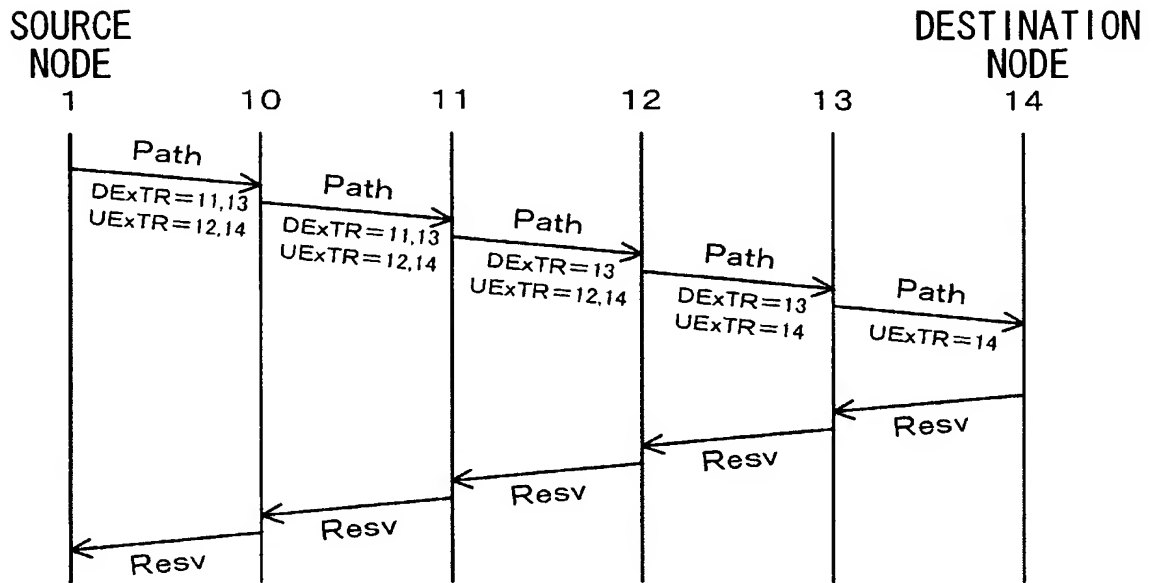 SOURCE
NODE
DESTINATION
NODE
1
10
11
12
13
14
Path
DExTR=11,13
UExTR=12,14
Path
DExTR=11,13
UExTR=12,14
Path
DExTR=13
UExTR=12,14
Path
DExTR=13
UExTR=14
Path
UExTR=14
Resv
Resv
Resv
Resv
Resv